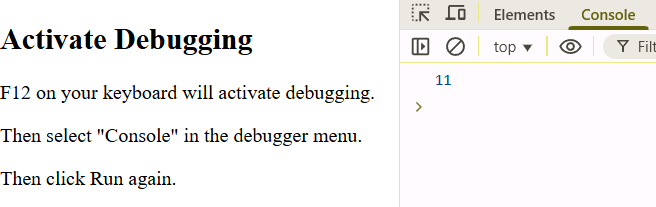 Activate Debugging
F12 on your keyboard will activate debugging.
Then select "Console" in the debugger menu.
Then click Run again.
Elements Console
top
11